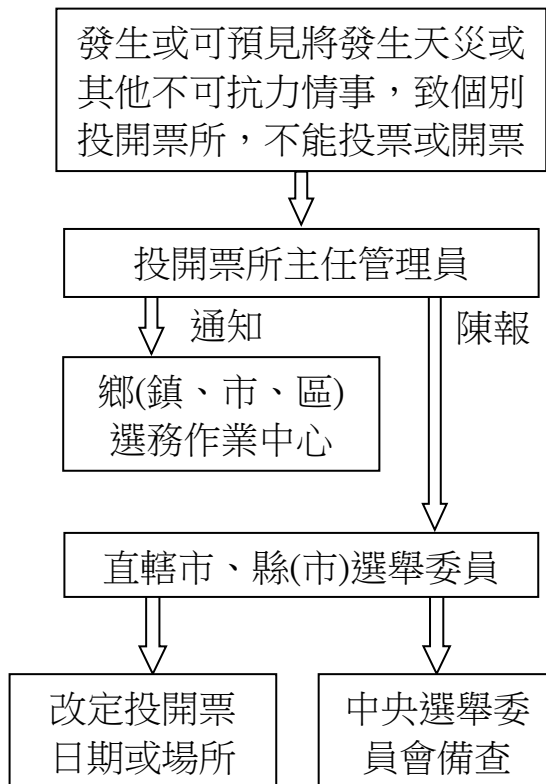 發生或可預見將發生天災或
其他不可抗力情事，致個別
投開票所，不能投票或開票
投開票所主任管理員
通知
陳報
鄉(鎮、市、區)
選務作業中心
直轄市、縣(市)選舉委員
改定投開票
日期或場所
中央選舉委
員會備查